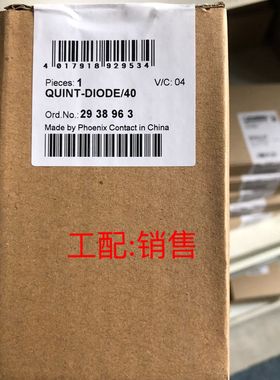 4 017918 929534
Pieces: 1 V/C: 04
QUINT-DIODE/40
Ord.No.: 29 38 96 3
Made by Phoenix Contact in China
工配:销售